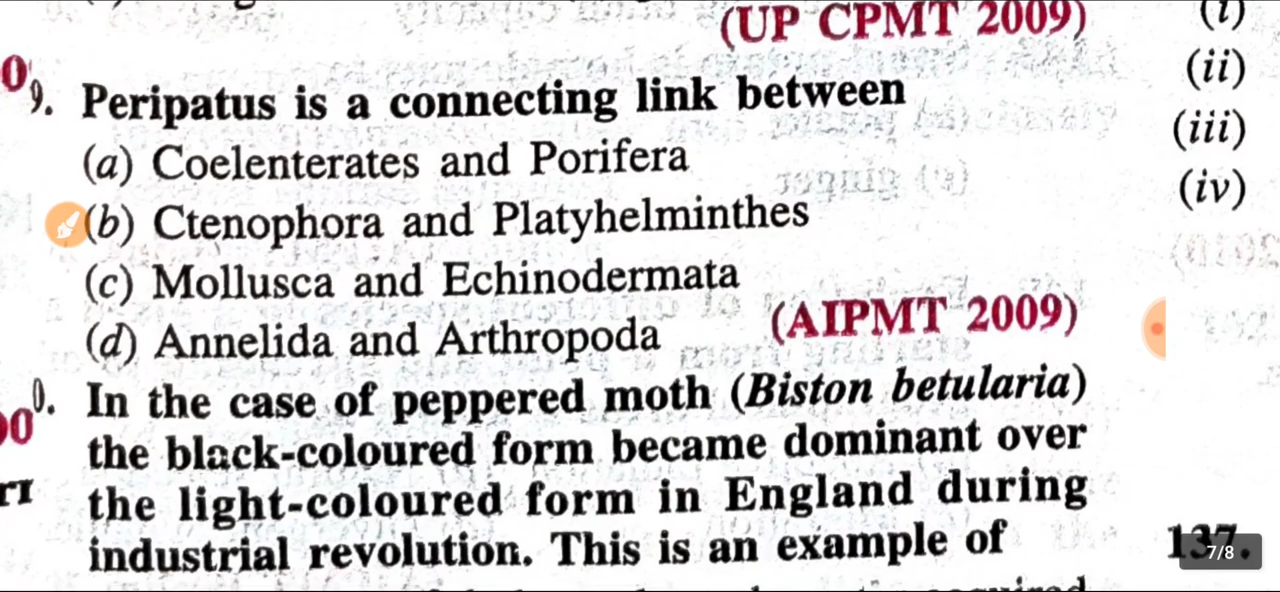 (UP CPMT 2009)
9. Peripatus is a connecting link between
(a) Coelenterates and Porifera
(b) Ctenophora and Platyhelminthes
(c) Mollusca and Echinodermata
(d) Annelida and Arthropoda (AIPMT 2009)
0. In the case of peppered moth (Biston betularia)
the black-coloured form became dominant over
the light-coloured form in England during
industrial revolution. This is an example of
(i)
(ii)
(iii)
(iv)
137.
7/8